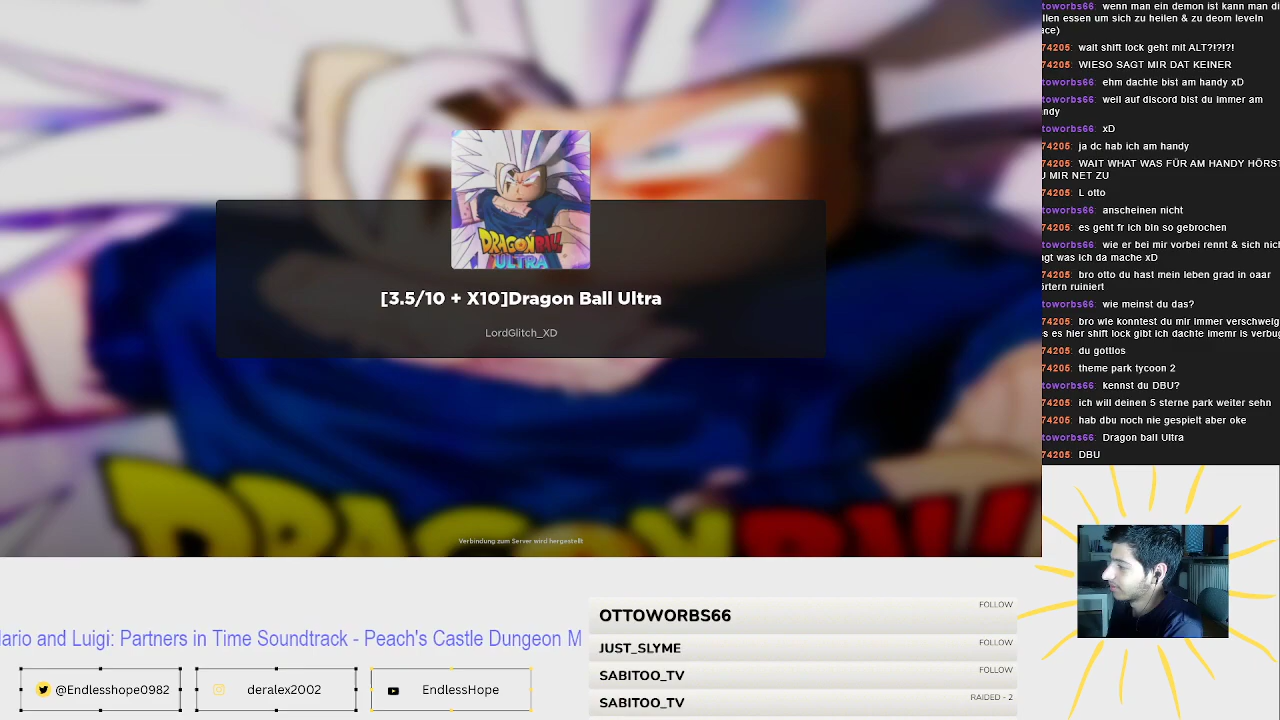 DRAGONBALL
ULTRA
[3.5/10 + X10]Dragon Ball Ultra
LordGlitch_XD
Verbindung zum Server wird hergestellt
toworbs66: wenn man ein demon ist kann man di
llen essen um sich zu heilen & zu deom leveln
ace)
74205: wait shift lock geht mit ALT?!?!?!
74205: WIESO SAGT MIR DAT KEINER
toworbs66: ehm dachte bist am handy xD
toworbs66: weil auf discord bist du immer am
ndy
toworbs66: xD
74205: ja dc hab ich am handy
74205: WAIT WHAT WAS FÜR AM HANDY HÖRS
U MIR NET ZU
74205: L otto
toworbs66: anscheinen nicht
74205: es geht fr ich bin so gebrochen
toworbs66: wie er bei mir vorbei rennt & sich nic
gt was ich da mache xD
74205: bro otto du hast mein leben grad in oaar
örtern ruiniert
toworbs66: wie meinst du das?
74205: bro wie konntest du mir immer verschweig
s es hier shift lock gibt ich dachte imemr is verbug
74205: du gottlos
74205: theme park tycoon 2
toworbs66: kennst du DBU?
74205: ich will deinen 5 sterne park weiter sehn
74205: hab dbu noch nie gespielt aber oke
toworbs66: Dragon ball Ultra
74205: DBU
OTTOWORBS66 FOLLOW
JUST_SLYME FOLLOW
SABITOO_TV FOLLOW
SABITOO_TV RAIDED - 2
ario and Luigi: Partners in Time Soundtrack - Peach's Castle Dungeon M
@Endlesshope0982
deralex2002
EndlessHope